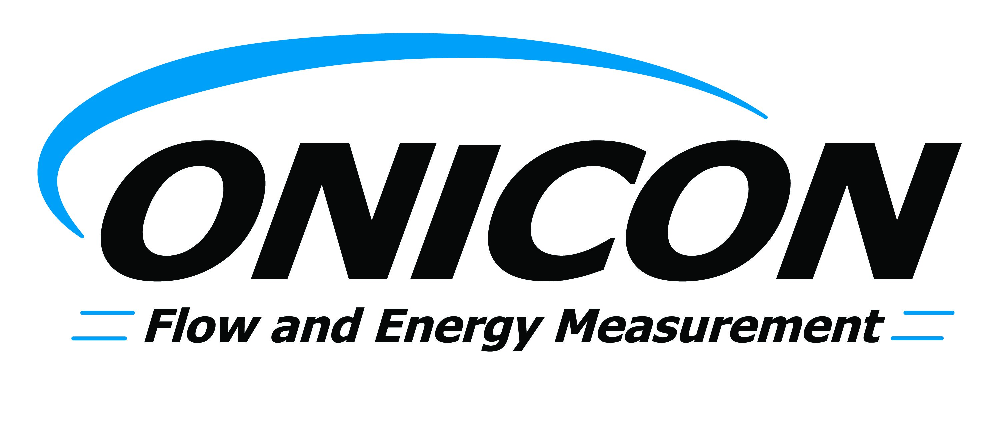 ONICON
Flow and Energy Measurement